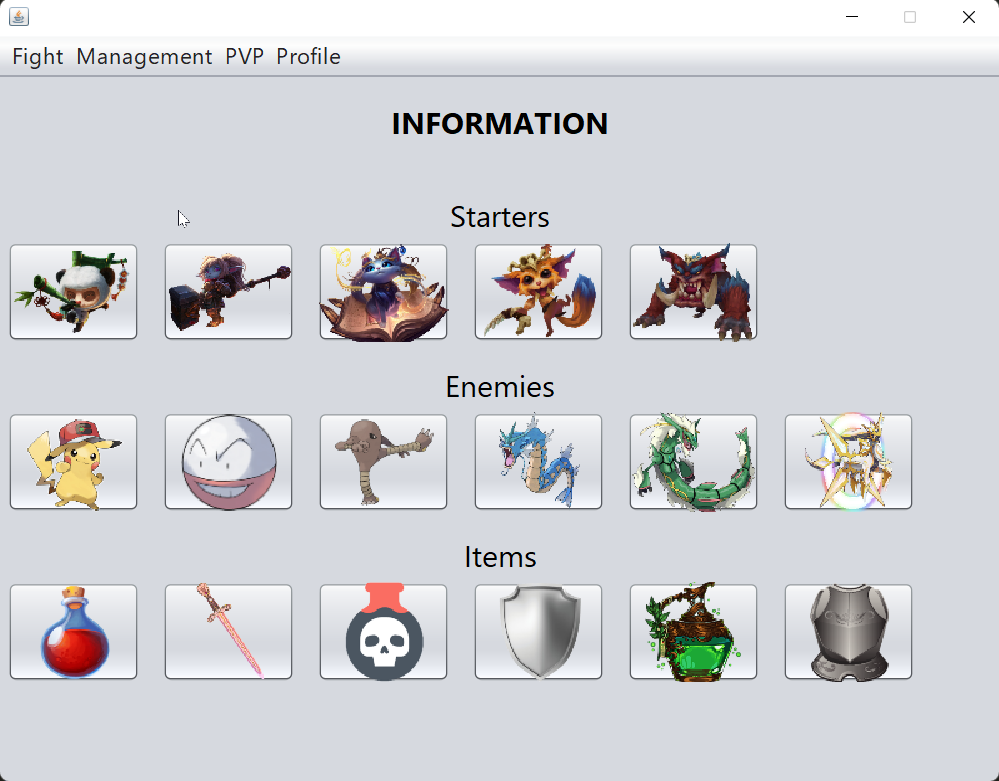 Fight Management PVP Profile
INFORMATION
Starters
Enemies
Items